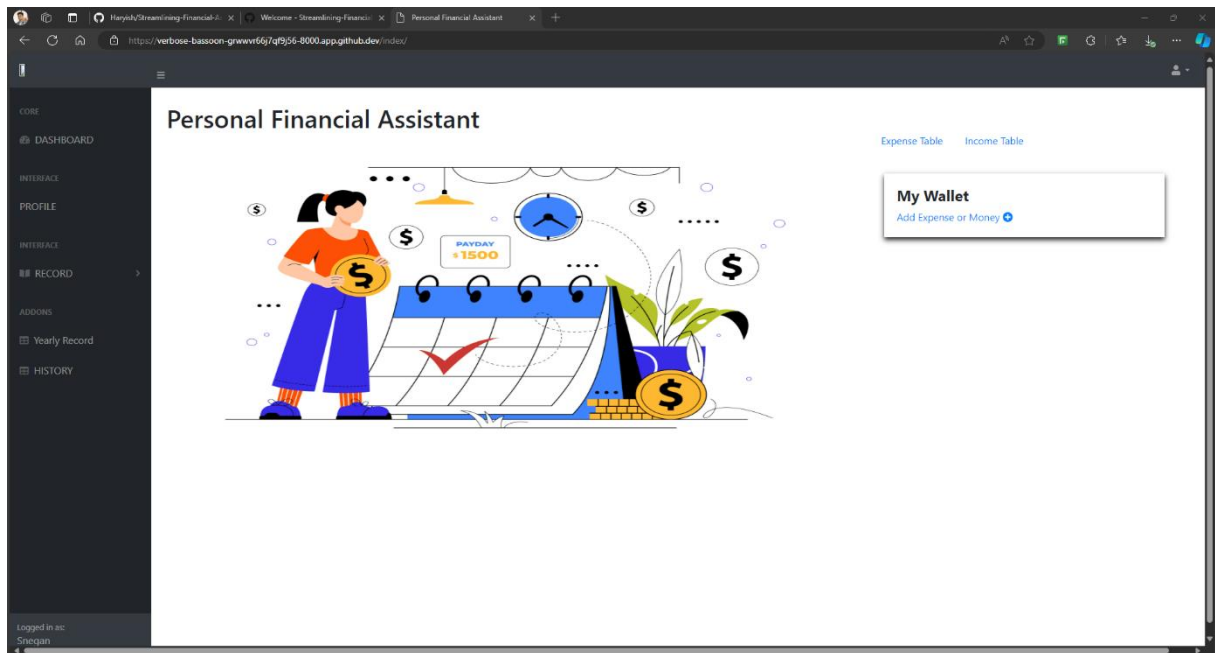 Haryish/Streamlining-Financial-A
Welcome - Streamlining-Financial
Personal Financial Assistant
https://verbose-bassoon-grwwvr66j7qf9j56-8000.app.github.dev/index/
CORE
DASHBOARD
INTERFACE
PROFILE
INTERFACE
RECORD
ADDONS
Yearly Record
HISTORY
Logged in as:
Snegan
Personal Financial Assistant
PAYDAY
$1500
$
$
$
$
$
$
Expense Table Income Table
My Wallet
Add Expense or Money